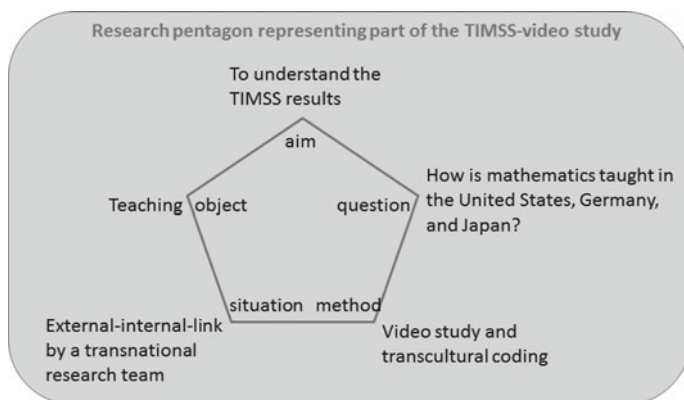 Research pentagon representing part of the TIMSS-video study
To understand the
TIMSS results
aim
Teaching
object
question
How is mathematics taught in
the United States, Germany,
and Japan?
situation
method
External-internal-link
by a transnational
research team
Video study and
transcultural coding